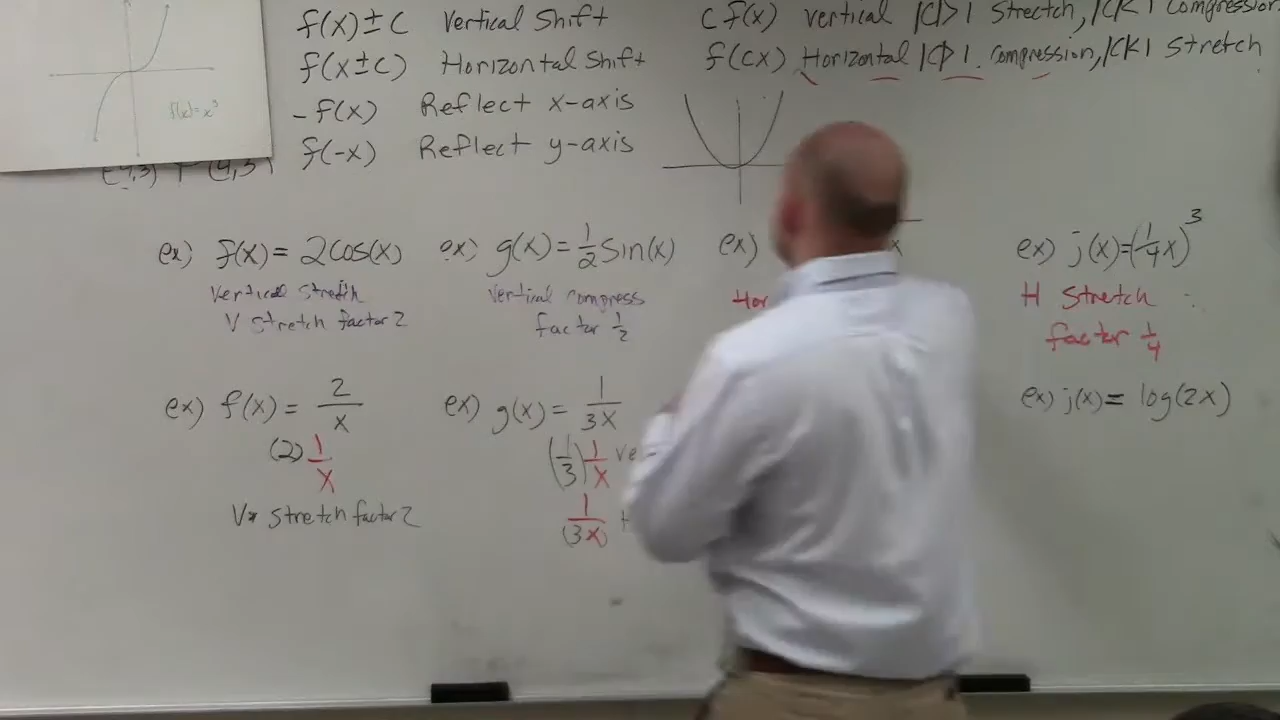 f(x) ± c Vertical Shift
f(x±c) Horizontal Shift
-f(x) Reflect x-axis
f(-x) Reflect y-axis
c f(x) vertical |c|>1 Stretch, |c|<1 Compression
f(cx) Horizontal |c|>1. compression, |c|<1 Stretch
f(x)=x³
ex) f(x) = 2cos(x)
Vertical Stretch
V Stretch factor 2
ex) g(x) = 1/2 Sin(x)
Vertical compress
factor 1/2
ex)
x
Hor
ex) j(x) = (1/4 x)³
H Stretch
factor 1/4
ex) f(x) = 2/x
(2) 1/x
V Stretch factor 2
ex) g(x) = 1/3x
(1/3) 1/x ve
1/(3x)
ex) j(x) = log(2x)